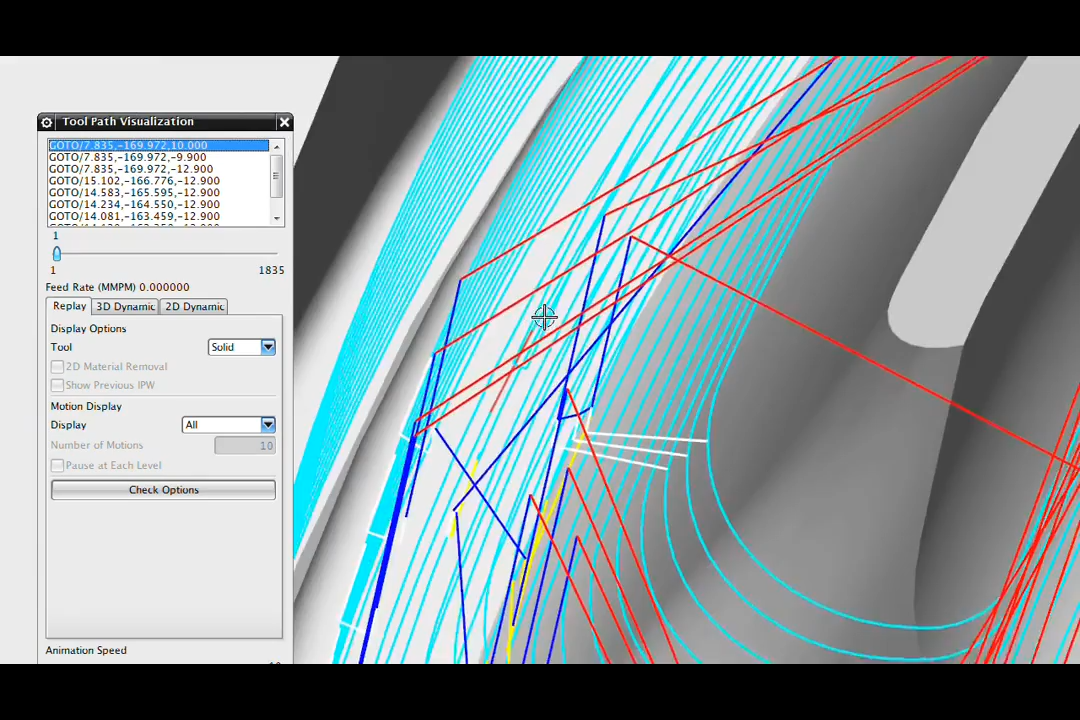 Tool Path Visualization
GOTO/7.835,-169.972,10.000
GOTO/7.835,-169.972,-9.900
GOTO/7.835,-169.972,-12.900
GOTO/15.102,-166.776,-12.900
GOTO/14.583,-165.595,-12.900
GOTO/14.234,-164.550,-12.900
GOTO/14.081,-163.459,-12.900
1
1
1835
Feed Rate (MMPM) 0.000000
Replay
3D Dynamic
2D Dynamic
Display Options
Tool
Solid
2D Material Removal
Show Previous IPW
Motion Display
Display
All
Number of Motions
10
Pause at Each Level
Check Options
Animation Speed